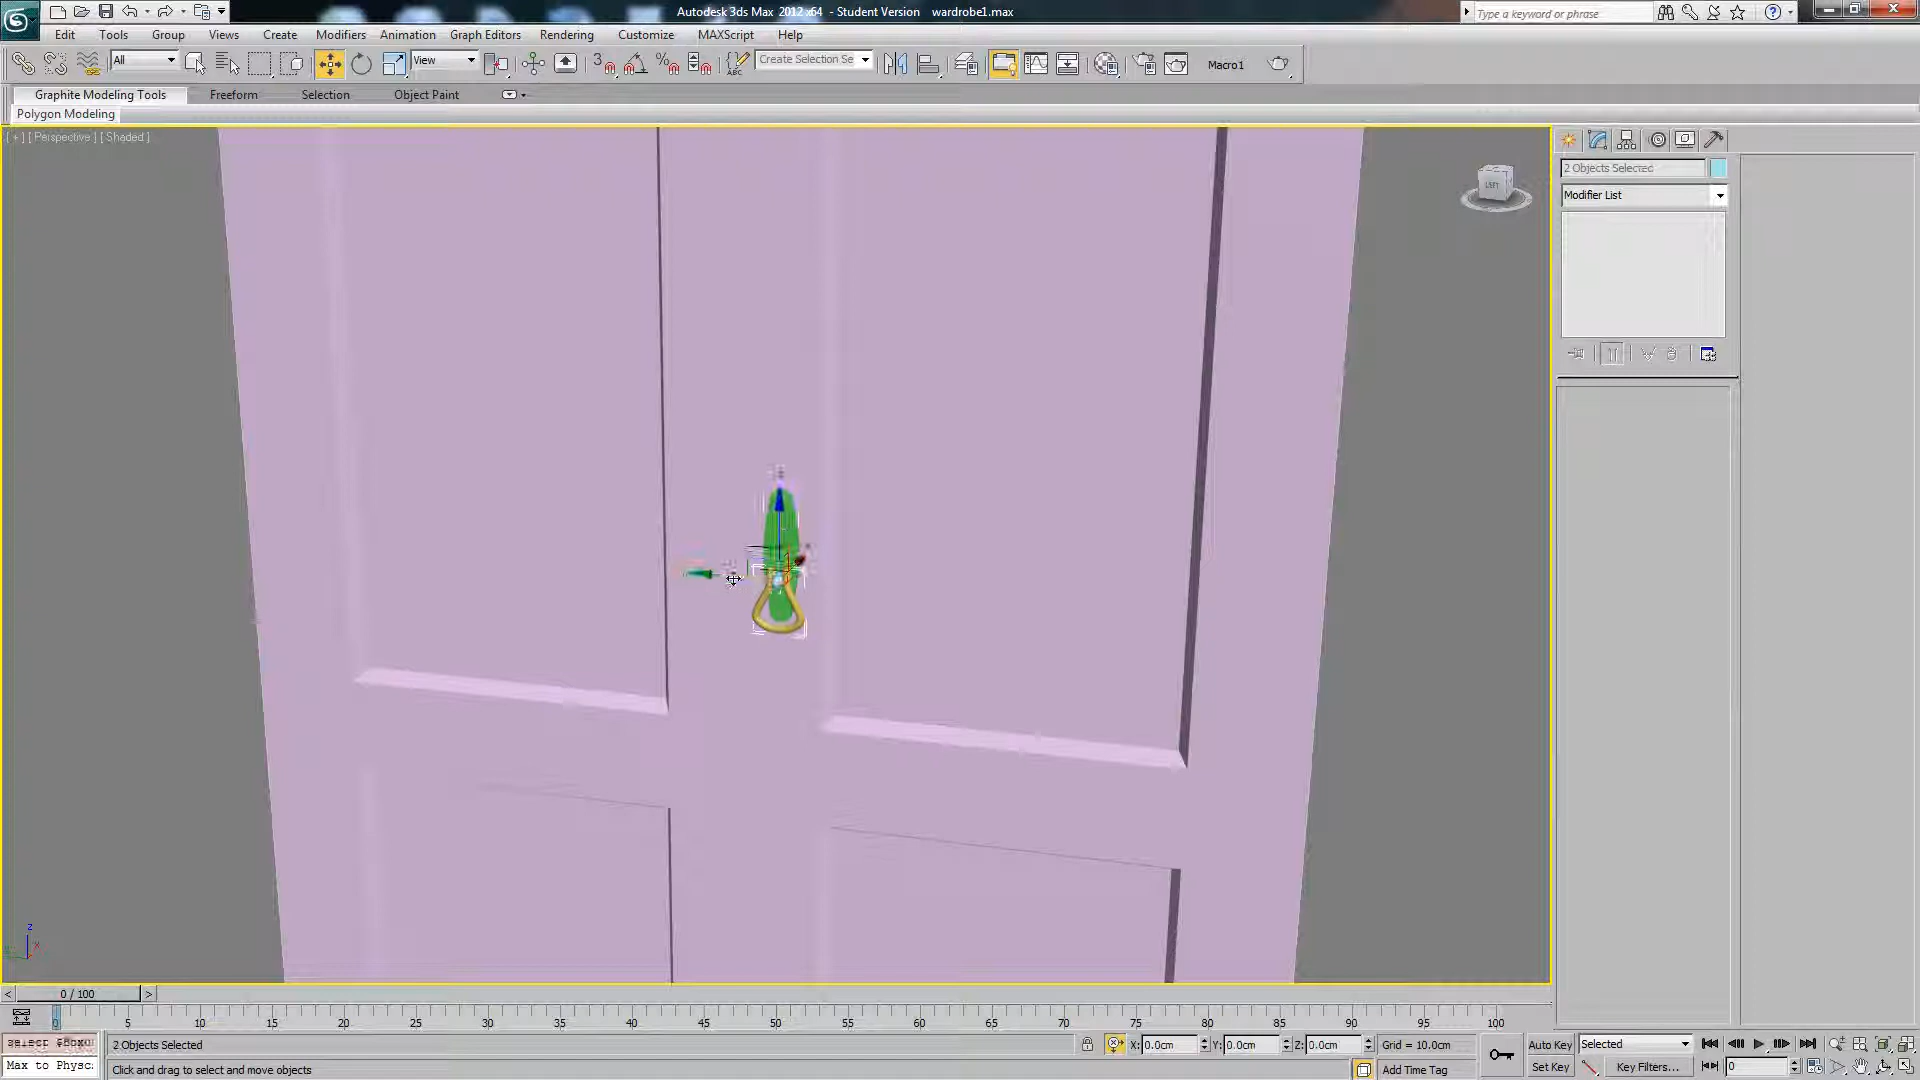 Autodesk 3ds Max 2012 x64 - Student Version wardrobe1.max
Type a keyword or phrase
Edit Tools Group Views Create Modifiers Animation Graph Editors Rendering Customize MAXScript Help
All
View
Create Selection Se
Macro1
Graphite Modeling Tools Freeform Selection Object Paint
Polygon Modeling
[ + ] [ Perspective ] [ Shaded ]
2 Objects Selected
LEFT
Modifier List
z
x
< 0 / 100 >
0 5 10 15 20 25 30 35 40 45 50 55 60 65 70 75 80 85 90 95 100
2 Objects Selected
X: 0.0cm Y: 0.0cm Z: 0.0cm Grid = 10.0cm
Auto Key Selected
Max to Physc:
Click and drag to select and move objects
Add Time Tag
Set Key Key Filters... 0